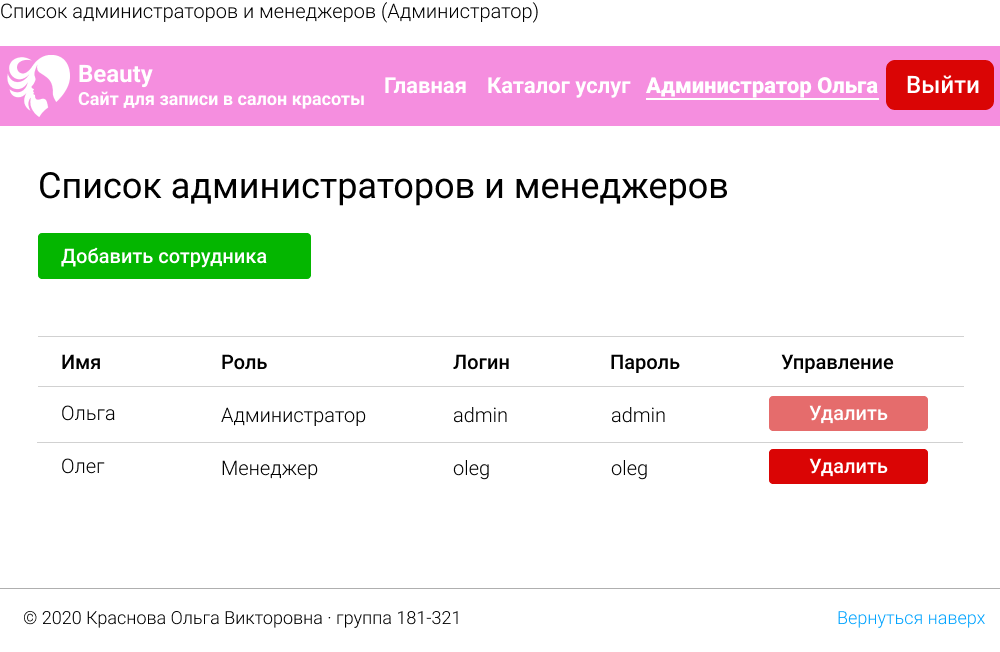 Список администраторов и менеджеров (Администратор)
Beauty
Сайт для записи в салон красоты
Главная Каталог услуг Администратор Ольга Выйти
Список администраторов и менеджеров
Добавить сотрудника
Имя Роль Логин Пароль Управление
Ольга Администратор admin admin Удалить
Олег Менеджер oleg oleg Удалить
© 2020 Краснова Ольга Викторовна · группа 181-321 Вернуться наверх